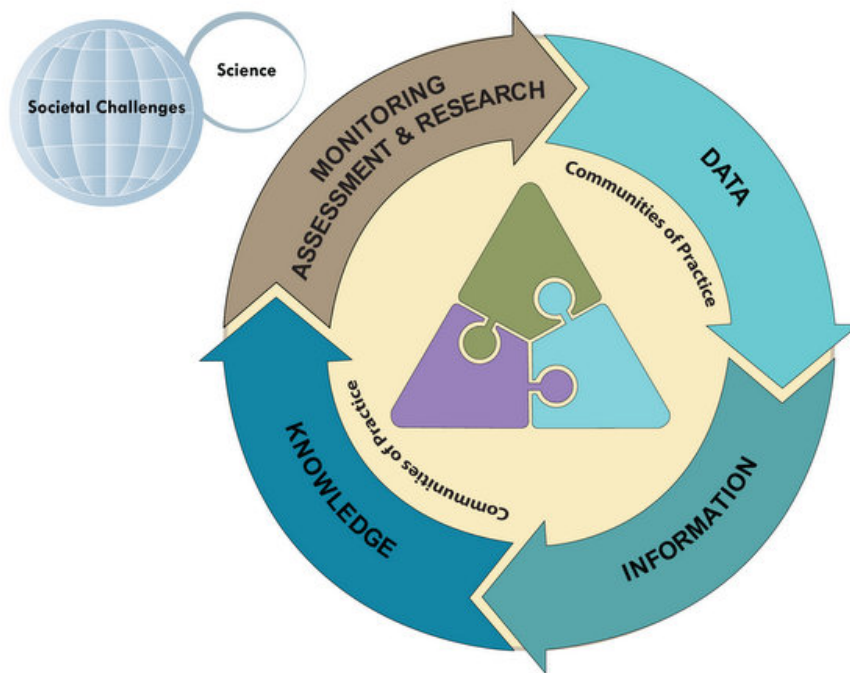 Societal Challenges
Science
MONITORING
ASSESSMENT & RESEARCH
DATA
Communities of Practice
INFORMATION
KNOWLEDGE
Communities of Practice